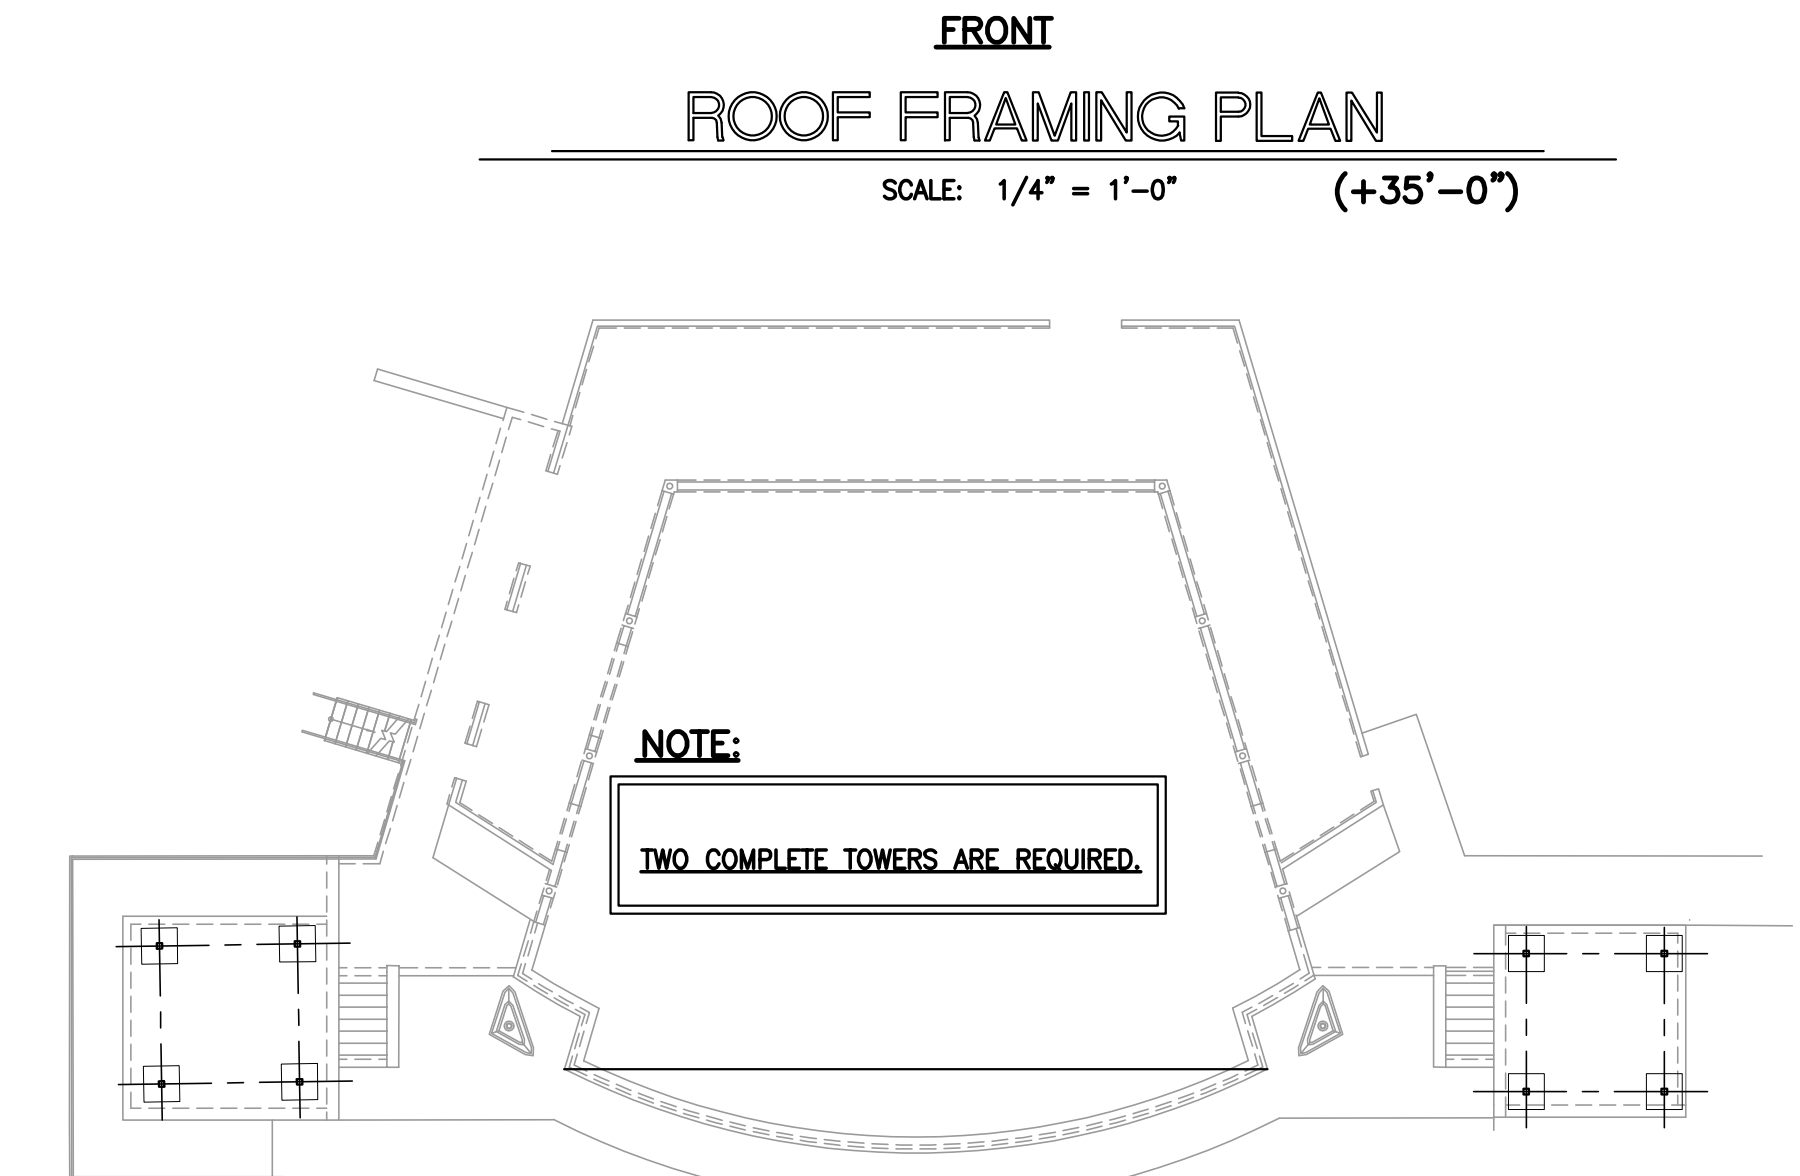 FRONT
ROOF FRAMING PLAN
SCALE: 1/4" = 1'-0" (+35'-0")
NOTE:
TWO COMPLETE TOWERS ARE REQUIRED.